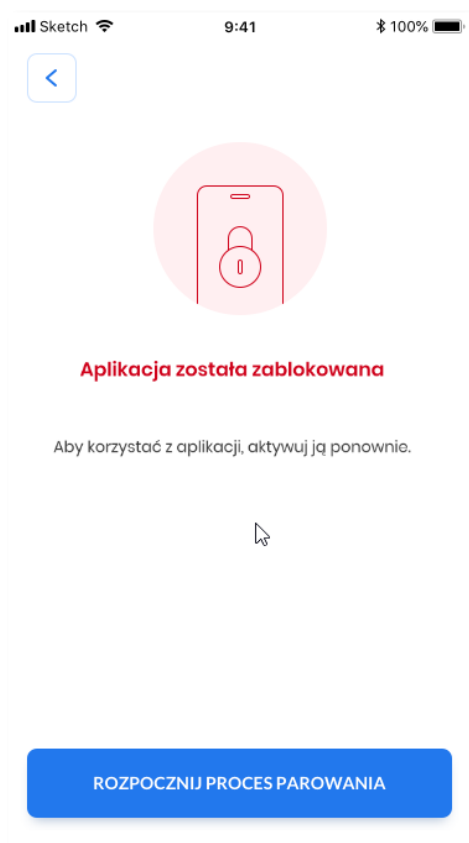 Sketch 9:41 100%
Aplikacja została zablokowana
Aby korzystać z aplikacji, aktywuj ją ponownie.
ROZPOCZNIJ PROCES PAROWANIA